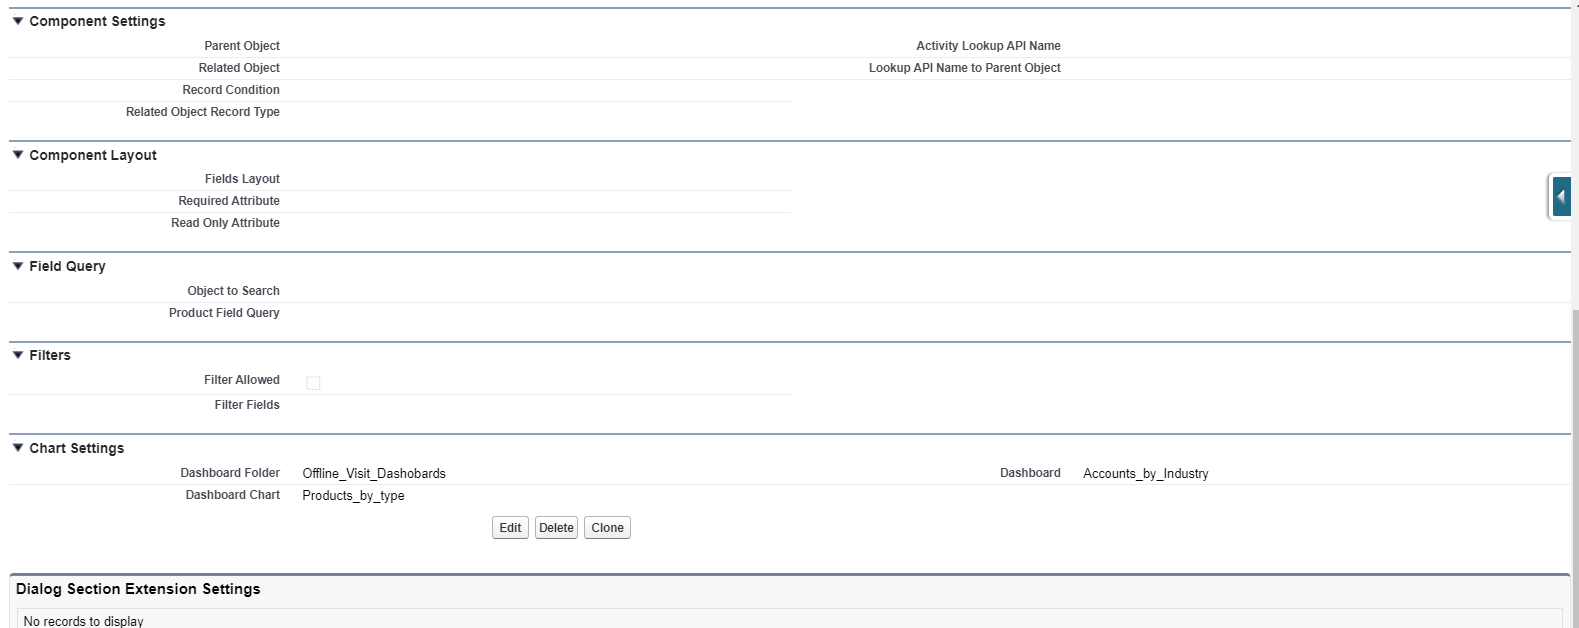 Component Settings
Parent Object Activity Lookup API Name
Related Object Lookup API Name to Parent Object
Record Condition
Related Object Record Type
Component Layout
Fields Layout
Required Attribute
Read Only Attribute
Field Query
Object to Search
Product Field Query
Filters
Filter Allowed
Filter Fields
Chart Settings
Dashboard Folder Offline_Visit_Dashobards Dashboard Accounts_by_Industry
Dashboard Chart Products_by_type
Edit Delete Clone
Dialog Section Extension Settings
No records to display